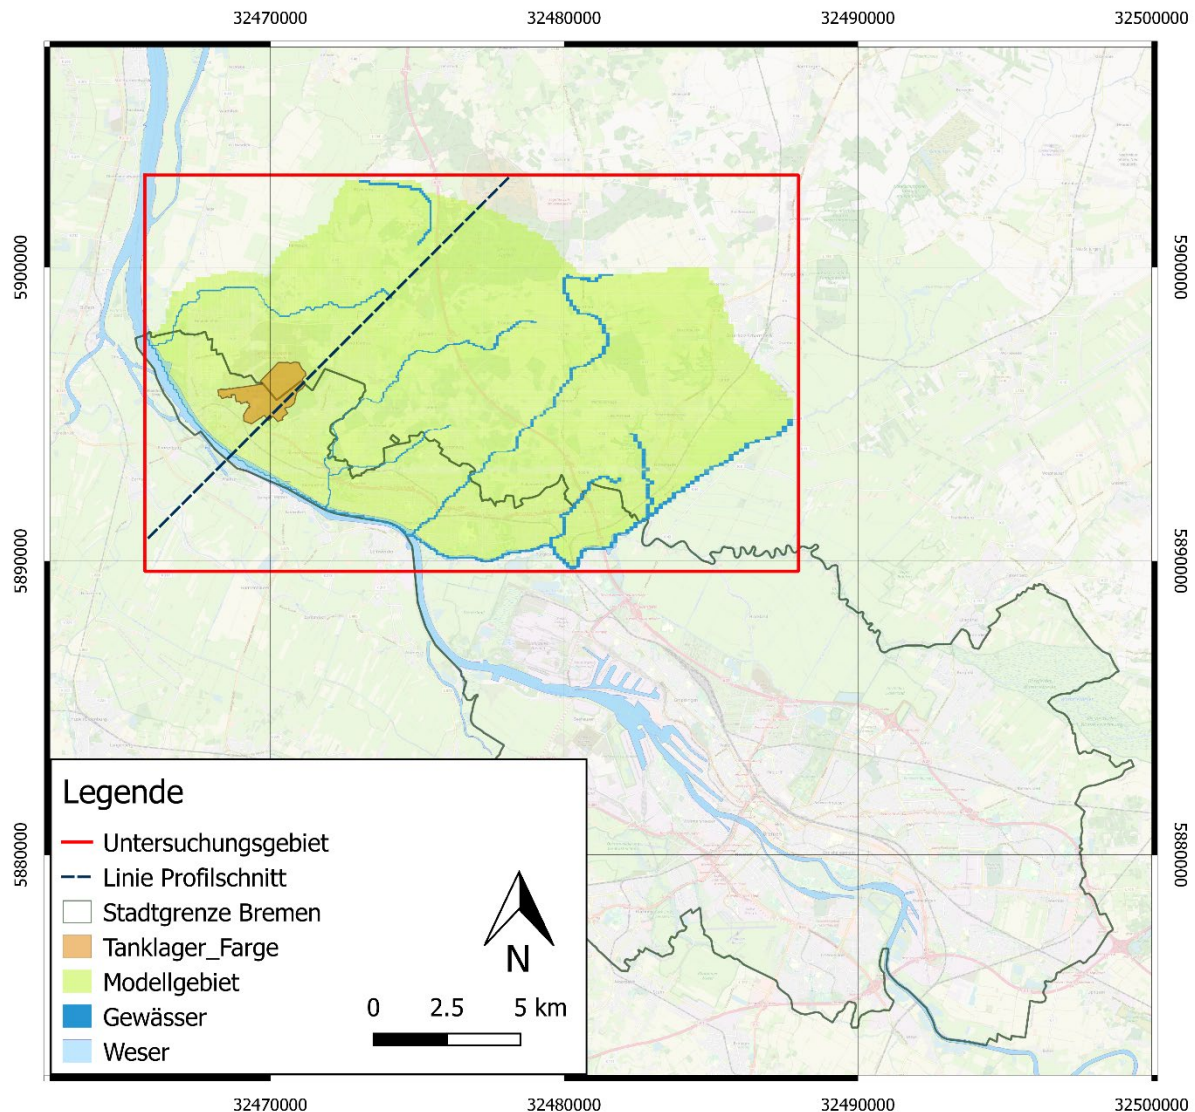 32470000 32480000 32490000 32500000
5900000 5900000
5890000 5890000
5880000 5880000
Legende
Untersuchungsgebiet
Linie Profilschnitt
Stadtgrenze Bremen
Tanklager_Farge
Modellgebiet
Gewässer
Weser
N
0 2.5 5 km
32470000 32480000 32490000 32500000